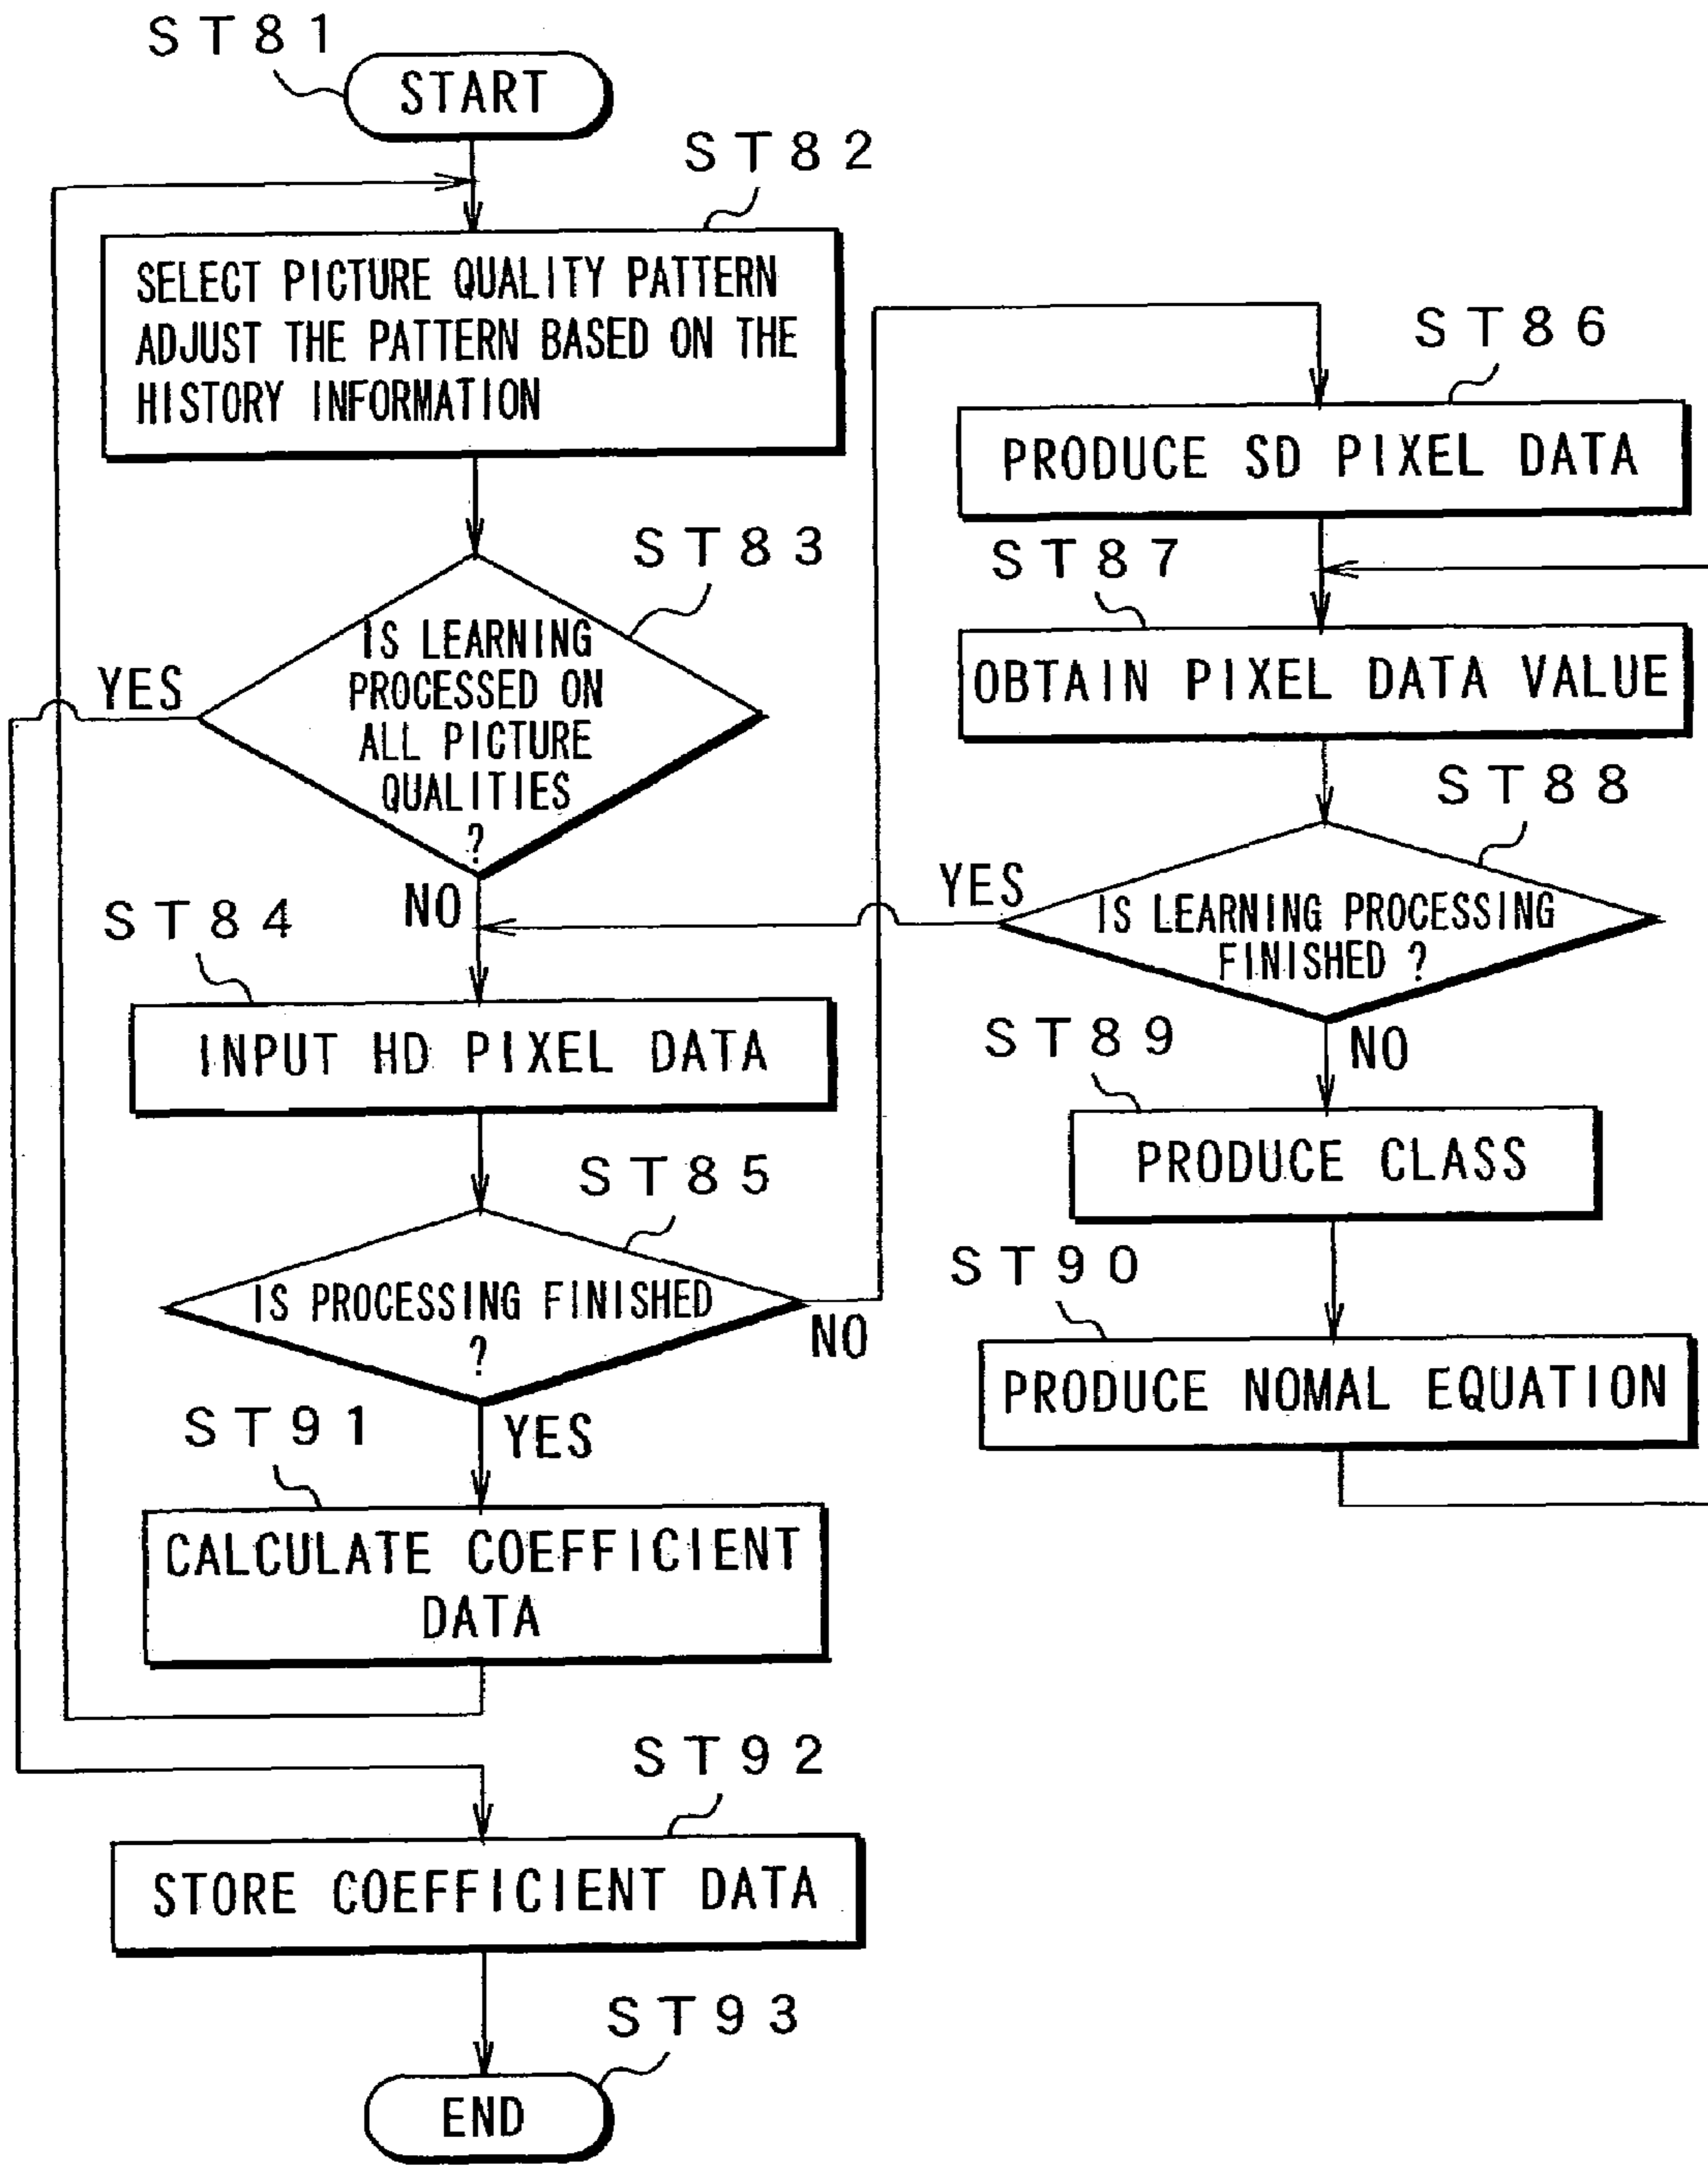 ST81
START
ST82
SELECT PICTURE QUALITY PATTERN
ADJUST THE PATTERN BASED ON THE
HISTORY INFORMATION
ST83
IS LEARNING
PROCESSED ON
ALL PICTURE
QUALITIES
?
YES
NO
ST84
INPUT HD PIXEL DATA
ST85
IS PROCESSING FINISHED
?
NO
YES
ST91
CALCULATE COEFFICIENT
DATA
ST92
STORE COEFFICIENT DATA
ST93
END
ST86
PRODUCE SD PIXEL DATA
ST87
OBTAIN PIXEL DATA VALUE
ST88
IS LEARNING PROCESSING
FINISHED ?
YES
NO
ST89
PRODUCE CLASS
ST90
PRODUCE NOMAL EQUATION